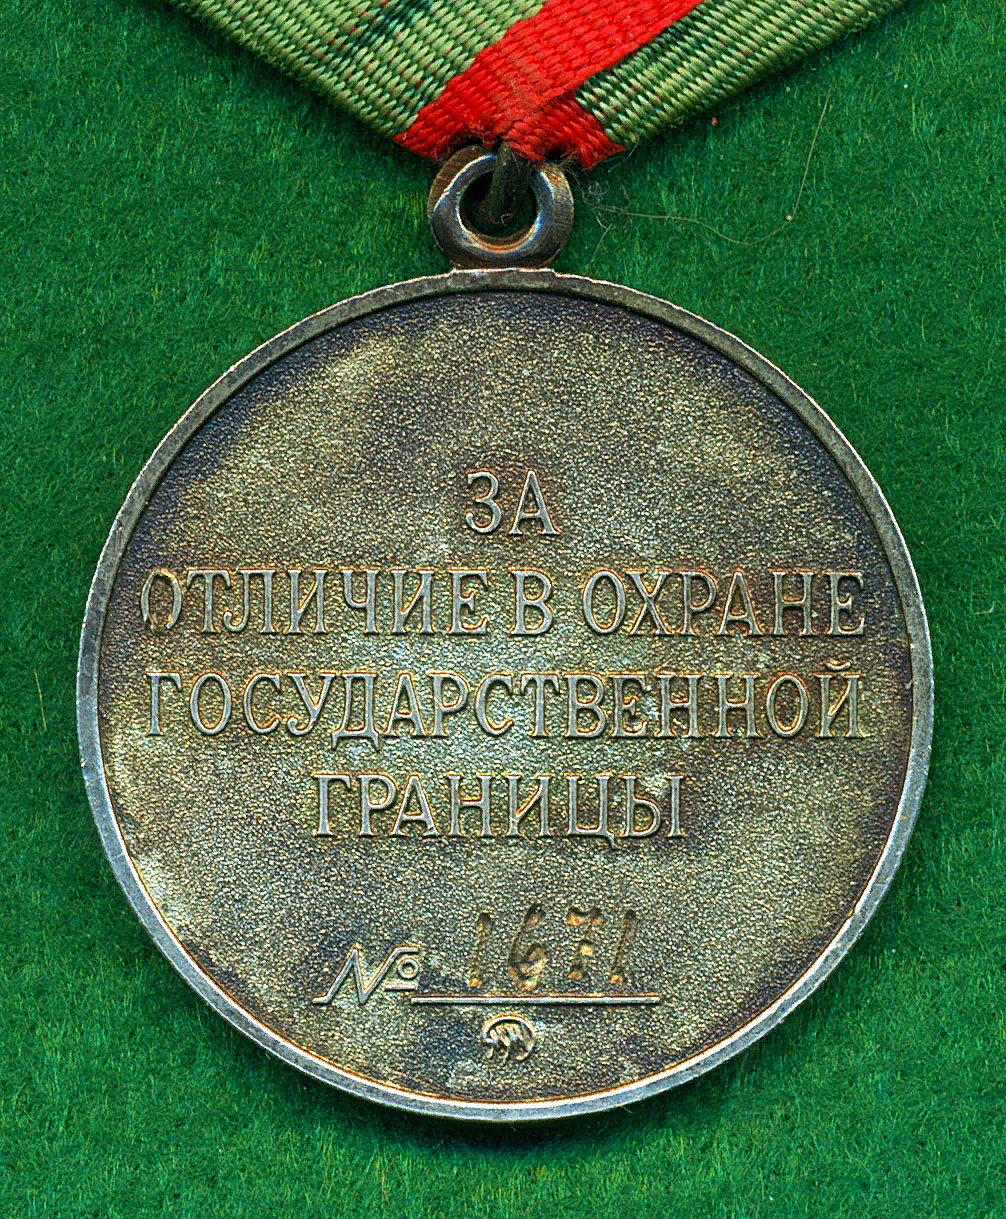 ЗА
ОТЛИЧИЕ В ОХРАНЕ
ГОСУДАРСТВЕННОЙ
ГРАНИЦЫ
№ 1671